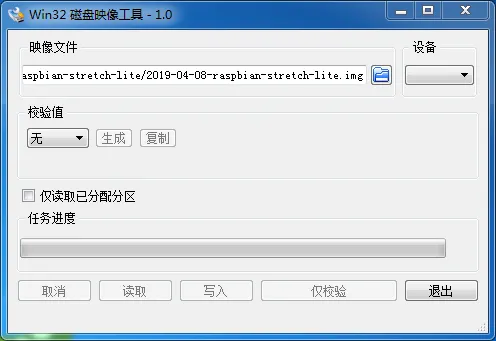 Win32 磁盘映像工具 - 1.0
映像文件
设备
aspbian-stretch-lite/2019-04-08-raspbian-stretch-lite.img
校验值
无
生成
复制
仅读取已分配分区
任务进度
取消
读取
写入
仅校验
退出